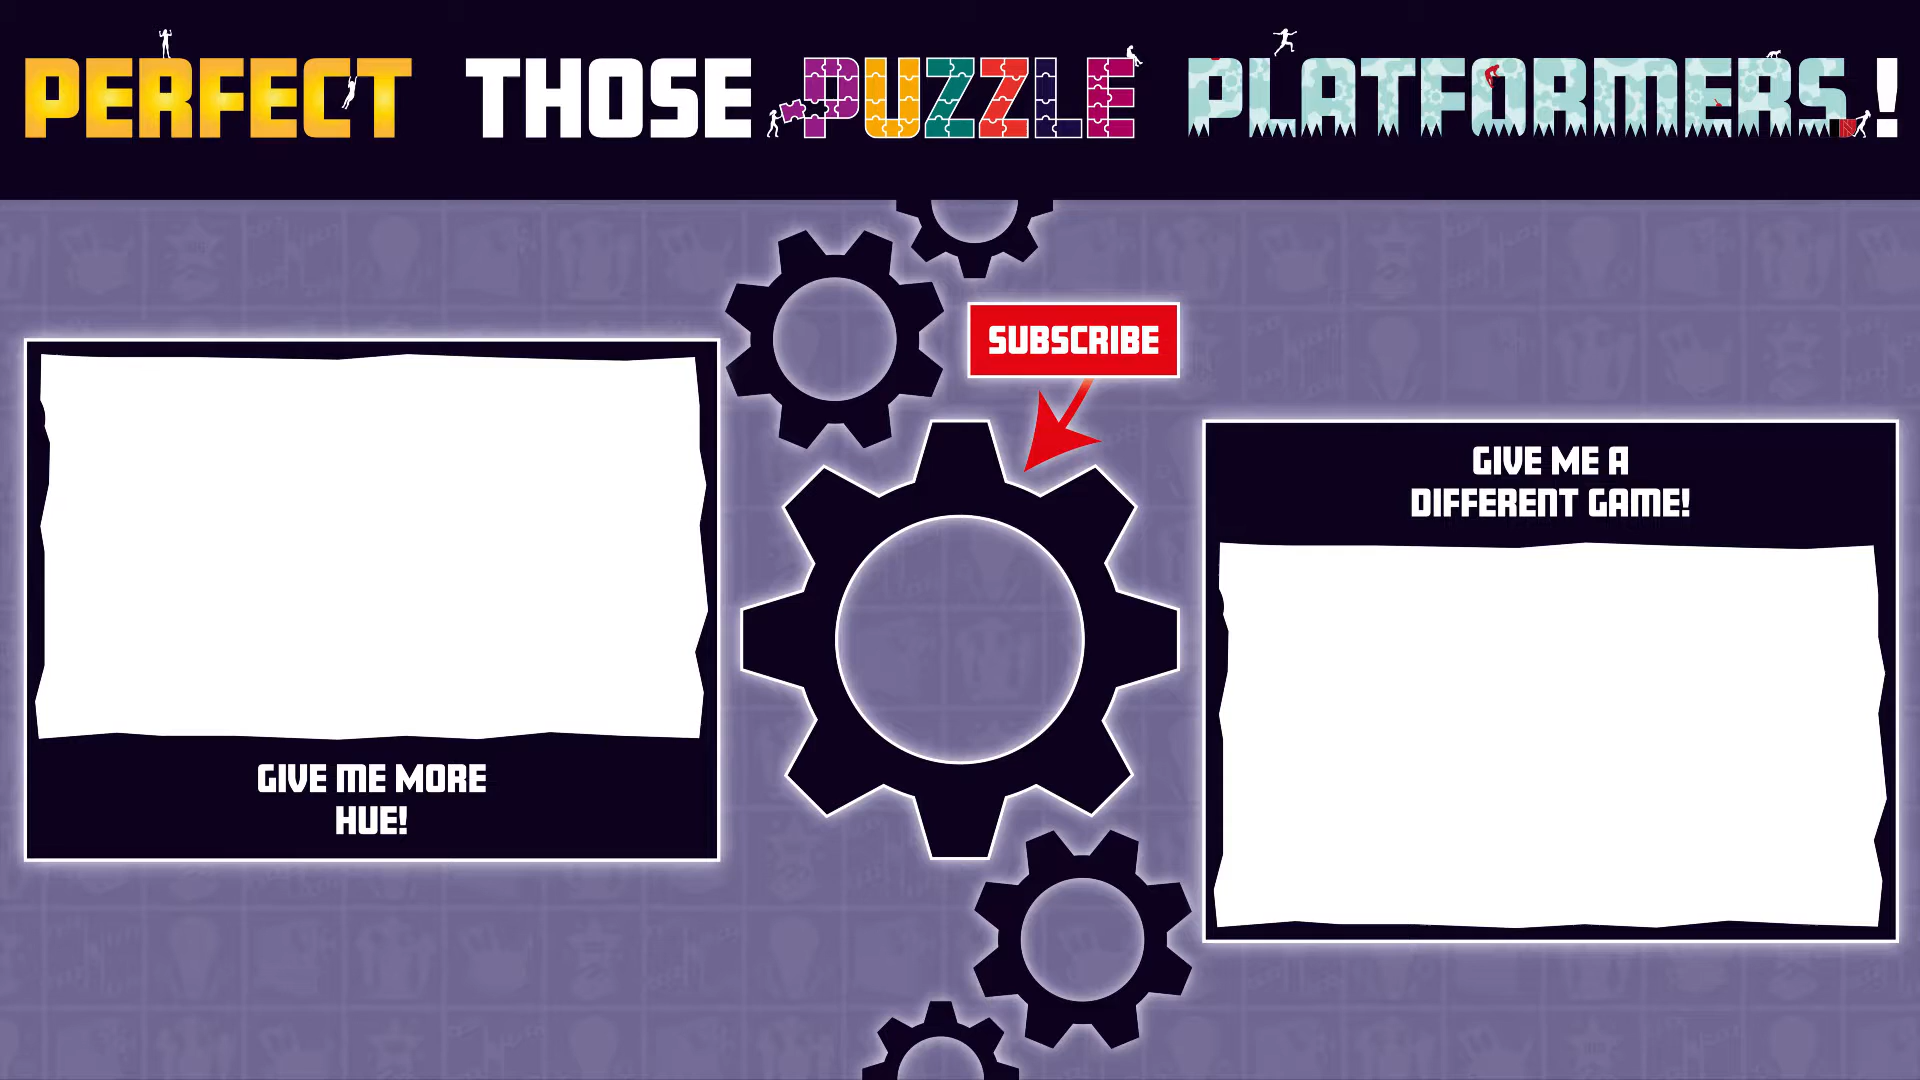 PERFECT THOSE PUZZLE PLATFORMERS!
SUBSCRIBE
GIVE ME MORE
HUE!
GIVE ME A
DIFFERENT GAME!